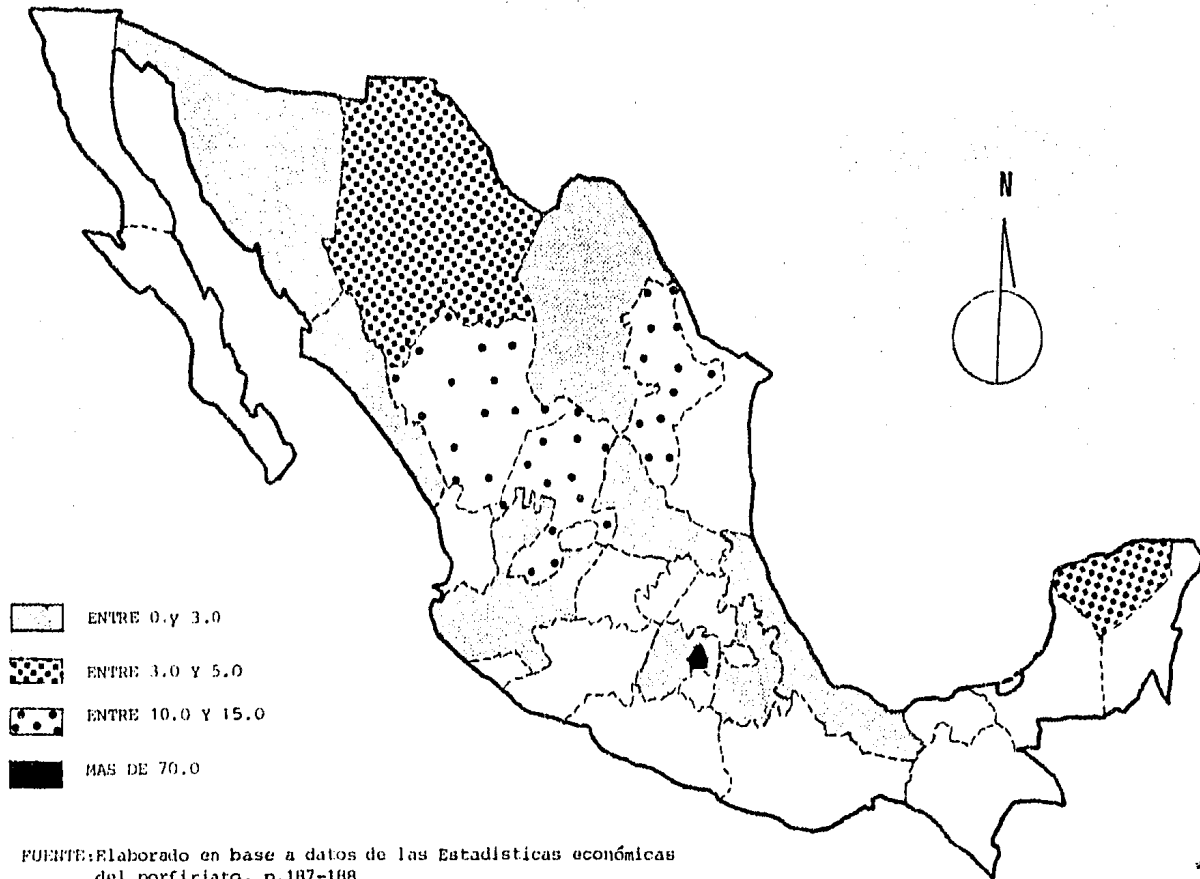 N
ENTRE 0.y 3.0
ENTRE 3.0 Y 5.0
ENTRE 10.0 Y 15.0
MAS DE 70.0
FUENTE:Elaborado en base a datos de las Estadisticas económicas
del porfiriato. p.187-188